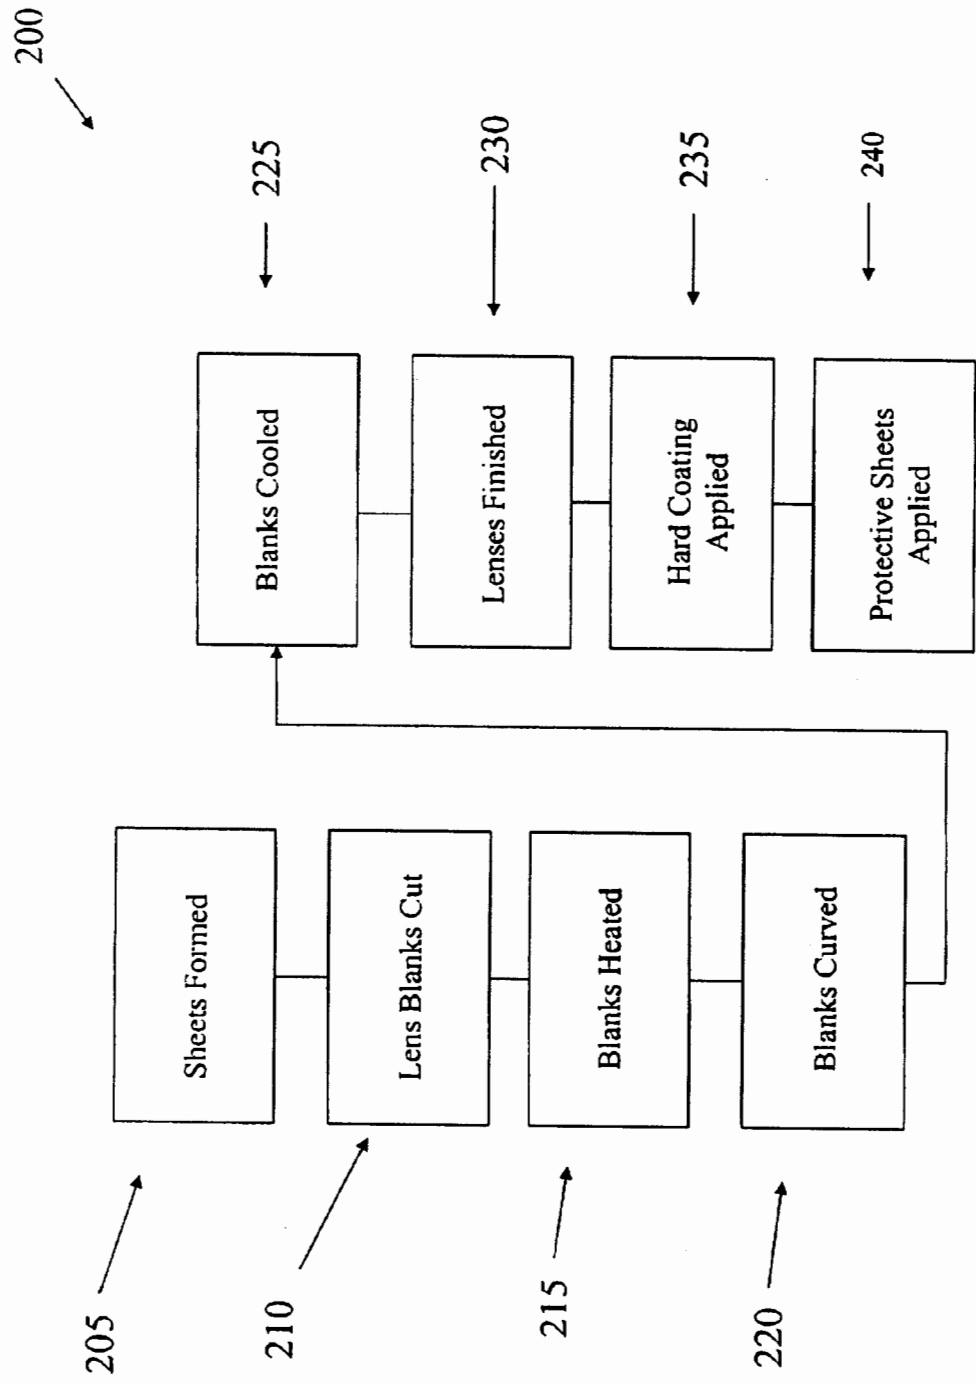 200
205
Sheets Formed
210
Lens Blanks Cut
215
Blanks Heated
220
Blanks Curved
Blanks Cooled
225
Lenses Finished
230
Hard Coating
Applied
235
Protective Sheets
Applied
240